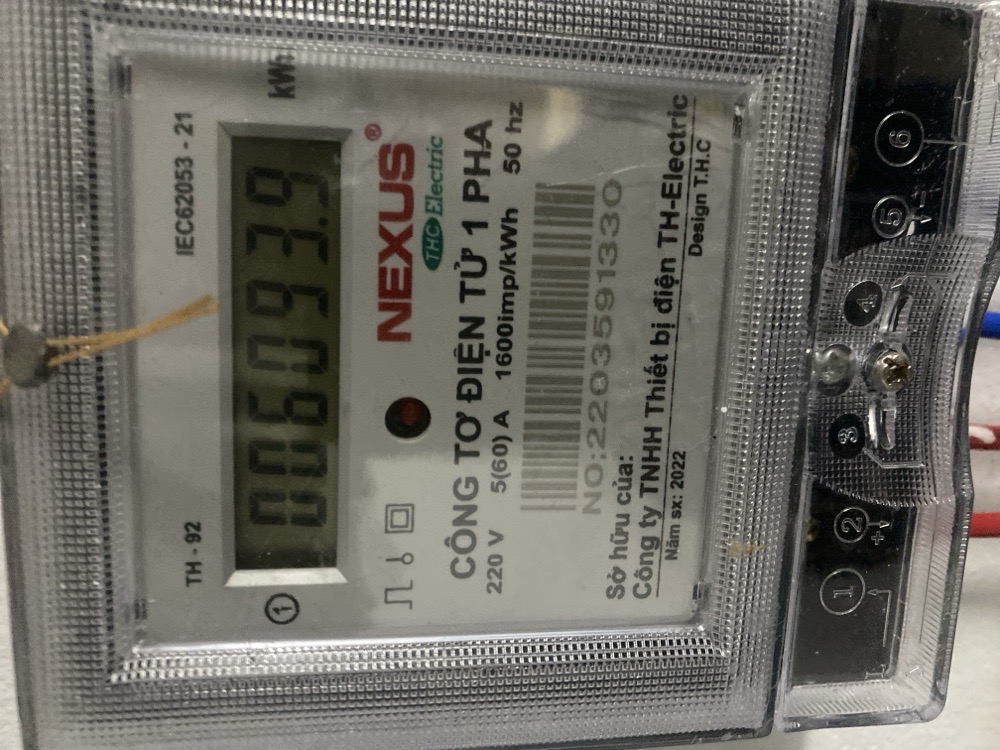 TH - 92 IEC62053 - 21
006093.9 kWh
NEXUS®
THC Electric
CÔNG TƠ ĐIỆN TỬ 1 PHA
220 V 5(60) A 1600imp/kWh 50 hz
NO:2203591330
Sở hữu của:
Công ty TNHH Thiết bị điện TH-Electric
Năm sx: 2022 Design T.H.C
1 2 3 4 5 6